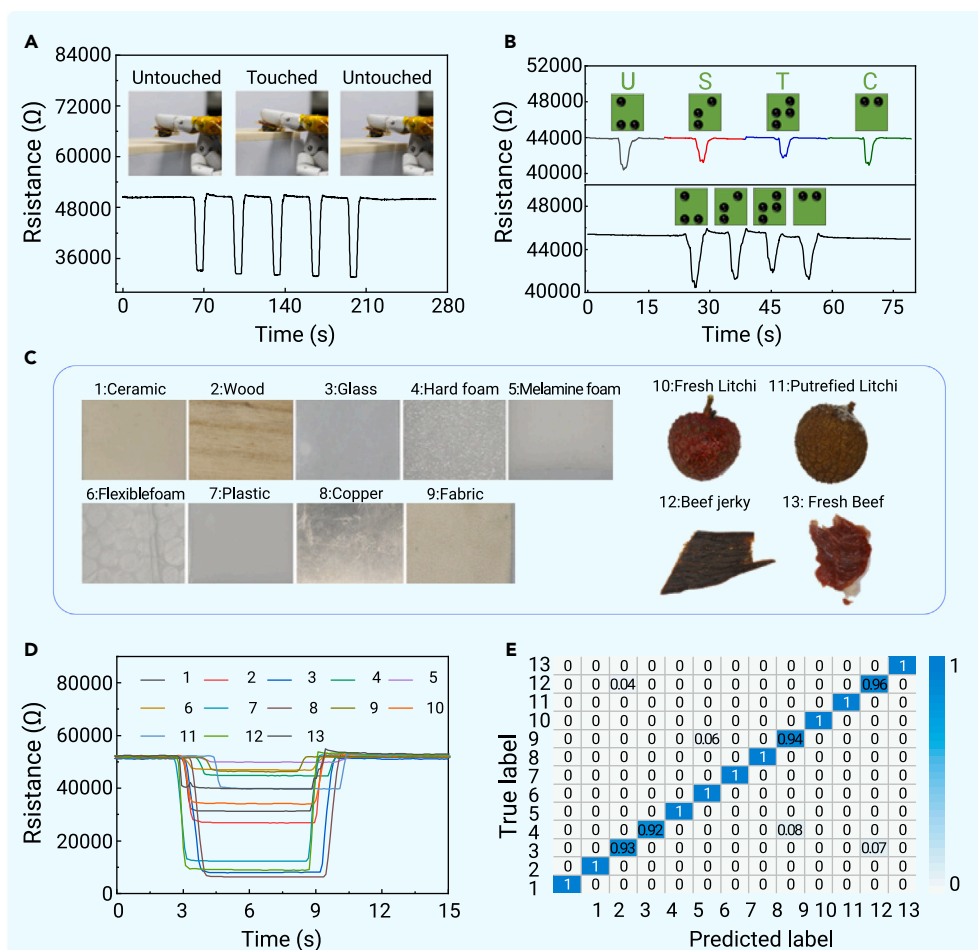 A
Rsistance (Ω)
84000
72000
60000
48000
36000
Untouched Touched Untouched
0 70 140 210 280
Time (s)
B
Rsistance (Ω)
52000
48000
44000
40000
U S T C
48000
44000
40000
0 15 30 45 60 75
Time (s)
C
1:Ceramic 2:Wood 3:Glass 4:Hard foam 5:Melamine foam
6:Flexiblefoam 7:Plastic 8:Copper 9:Fabric
10:Fresh Litchi 11:Putrefied Litchi
12:Beef jerky 13: Fresh Beef
D
Rsistance (Ω)
80000
60000
40000
20000
0
1 2 3 4 5
6 7 8 9 10
11 12 13
0 3 6 9 12 15
Time (s)
E
True label
13 0 0 0 0 0 0 0 0 0 0 0 0 1
12 0 0 0.04 0 0 0 0 0 0 0 0 0.96 0
11 0 0 0 0 0 0 0 0 0 0 1 0 0
10 0 0 0 0 0 0 0 0 0 1 0 0 0
9 0 0 0 0 0 0.06 0 0 0.94 0 0 0 0
8 0 0 0 0 0 0 0 1 0 0 0 0 0
7 0 0 0 0 0 0 1 0 0 0 0 0 0
6 0 0 0 0 0 1 0 0 0 0 0 0 0
5 0 0 0 0 1 0 0 0 0 0 0 0 0
4 0 0 0 0.92 0 0 0 0 0.08 0 0 0 0
3 0 0 0.93 0 0 0 0 0 0 0 0 0.07 0
2 0 1 0 0 0 0 0 0 0 0 0 0 0
1 1 0 0 0 0 0 0 0 0 0 0 0 0
1 2 3 4 5 6 7 8 9 10 11 12 13
Predicted label
1
0